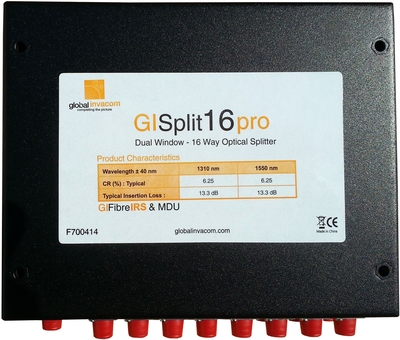 global invacom
completing the picture
GISplit16pro
Dual Window - 16 Way Optical Splitter
Product Characteristics
Wavelength ± 40 nm 1310 nm 1550 nm
CR (%) : Typical 6.25 6.25
Typical Insertion Loss : 13.3 dB 13.3 dB
GIFibreIRS & MDU
CE
Made in China
F700414
globalinvacom.com